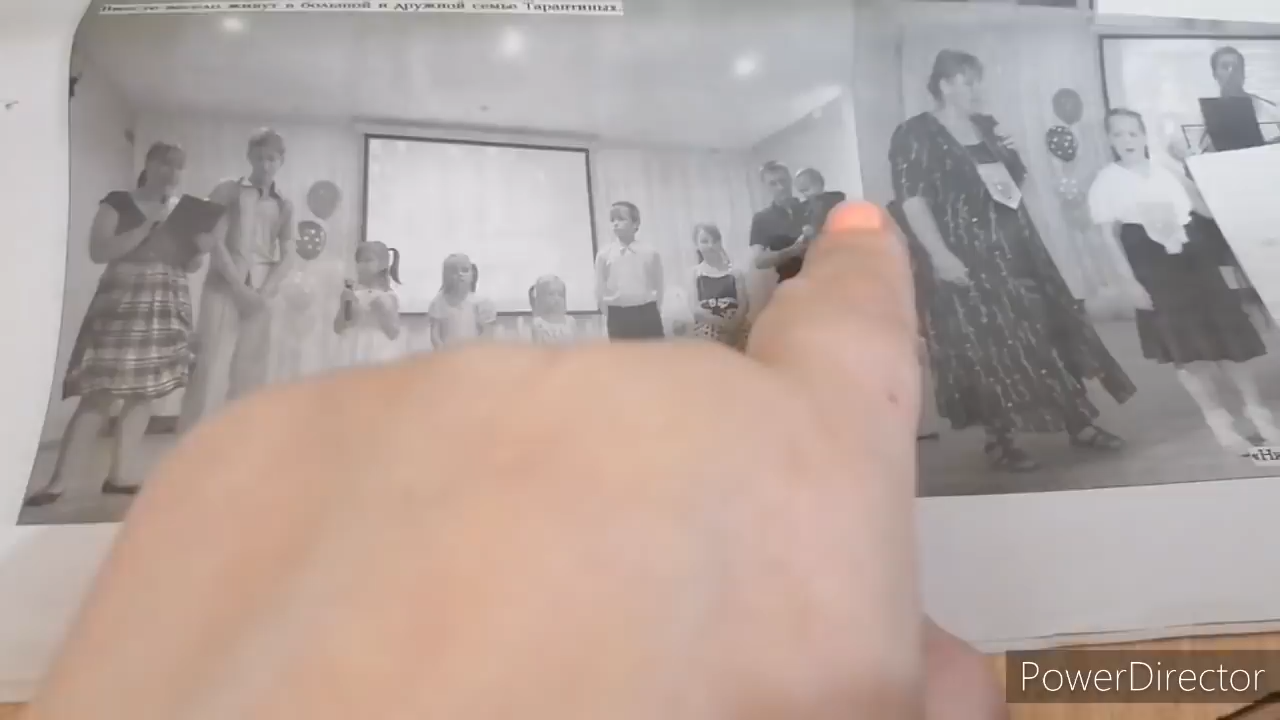 Вместе весело живут в большой и дружной семье Тарантиных.
«На
PowerDirector